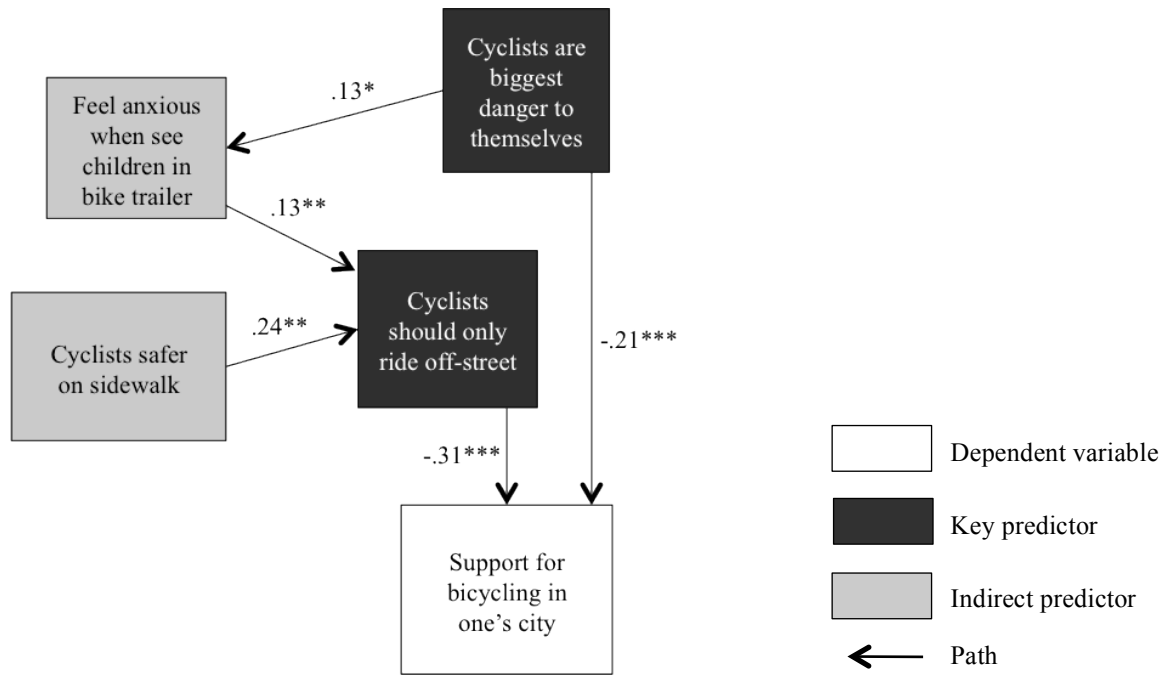 Cyclists are
biggest
danger to
themselves
.13*
Feel anxious
when see
children in
bike trailer
.13**
Cyclists
should only
ride off-street
.24**
Cyclists safer
on sidewalk
-.21***
-.31***
Support for
bicycling in
one's city
Dependent variable
Key predictor
Indirect predictor
Path